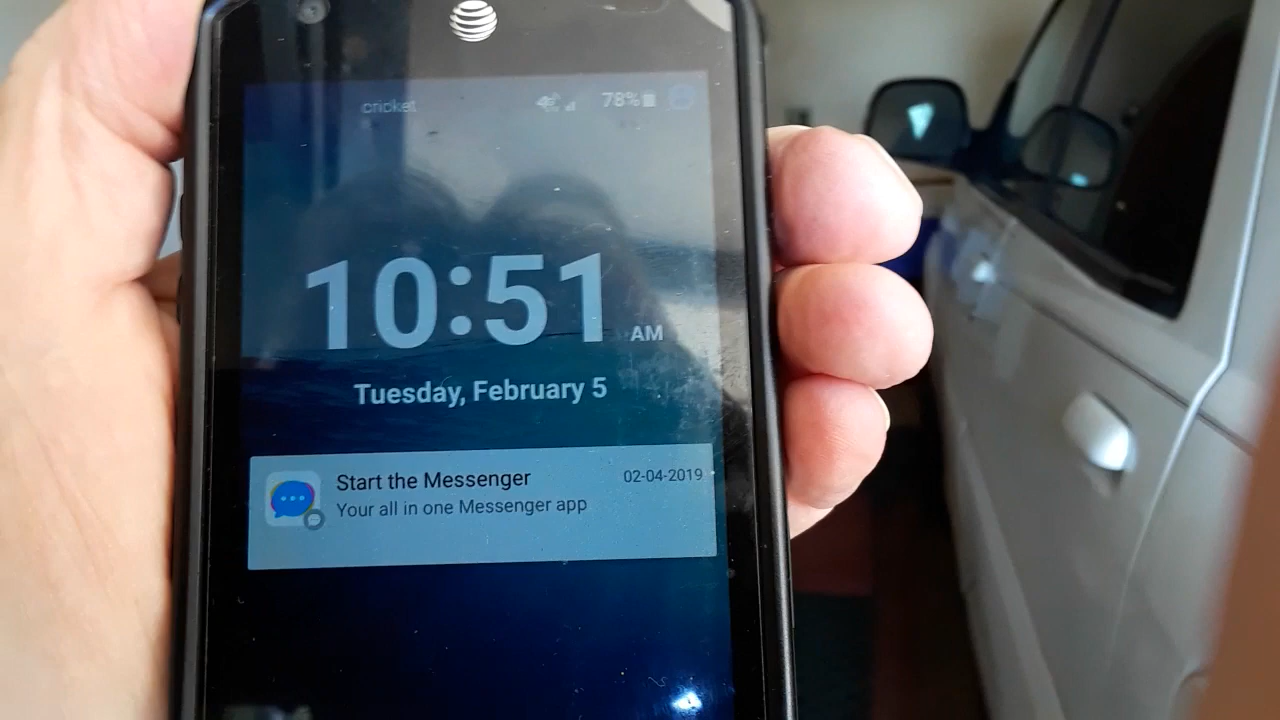 cricket 4G 78%
10:51 AM
Tuesday, February 5
Start the Messenger 02-04-2019
Your all in one Messenger app